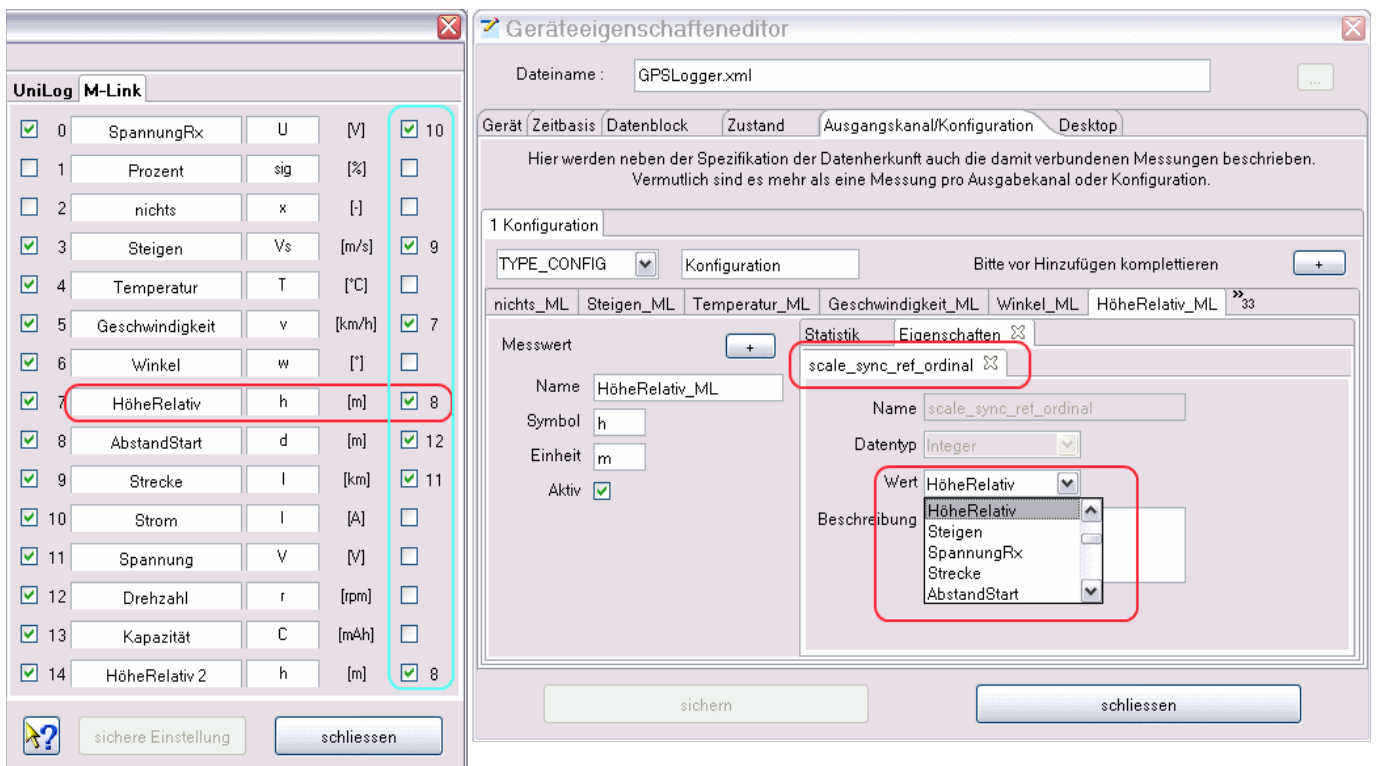 UniLog M-Link
0 SpannungRx U [V] 10
1 Prozent sig [%]
2 nichts x [-]
3 Steigen Vs [m/s] 9
4 Temperatur T [°C]
5 Geschwindigkeit v [km/h] 7
6 Winkel w [°]
7 HöheRelativ h [m] 8
8 AbstandStart d [m] 12
9 Strecke l [km] 11
10 Strom I [A]
11 Spannung V [V]
12 Drehzahl r [rpm]
13 Kapazität C [mAh]
14 HöheRelativ 2 h [m] 8
sichere Einstellung schliessen
Geräteeigenschafteneditor
Dateiname : GPSLogger.xml ...
Gerät Zeitbasis Datenblock Zustand Ausgangskanal/Konfiguration Desktop
Hier werden neben der Spezifikation der Datenherkunft auch die damit verbundenen Messungen beschrieben.
Vermutlich sind es mehr als eine Messung pro Ausgabekanal oder Konfiguration.
1 Konfiguration
TYPE_CONFIG Konfiguration Bitte vor Hinzufügen komplettieren +
nichts_ML Steigen_ML Temperatur_ML Geschwindigkeit_ML Winkel_ML HöheRelativ_ML »33
Messwert +
Name HöheRelativ_ML
Symbol h
Einheit m
Aktiv
Statistik Eigenschaften
scale_sync_ref_ordinal
Name scale_sync_ref_ordinal
Datentyp Integer
Wert HöheRelativ
Beschreibung
HöheRelativ
Steigen
SpannungRx
Strecke
AbstandStart
sichern schliessen